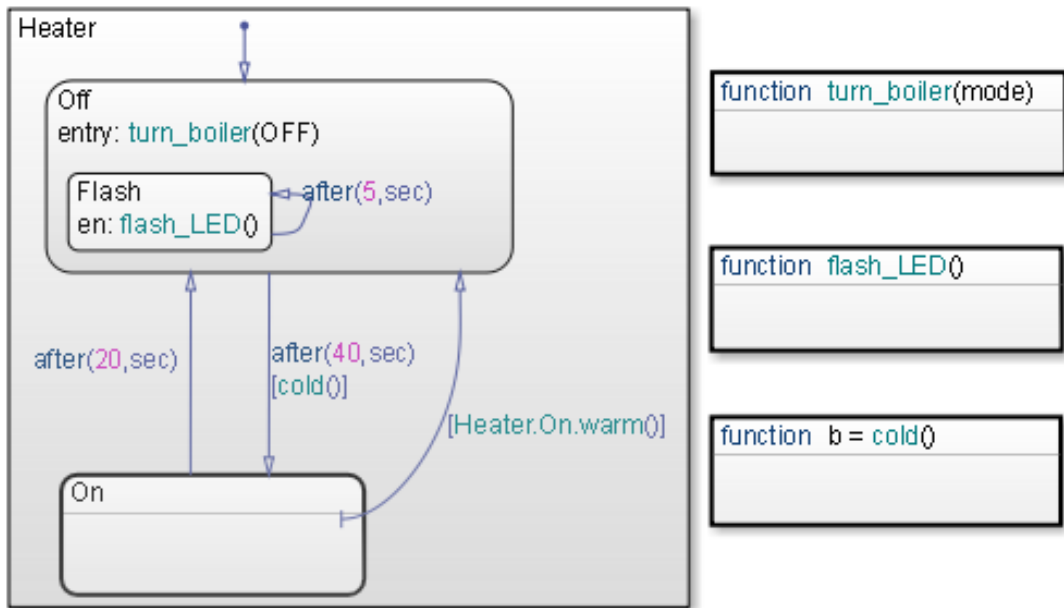 Heater
Off
entry: turn_boiler(OFF)
Flash
en: flash_LED()
after(5,sec)
after(20,sec)
after(40,sec)
[cold()]
[Heater.On.warm()]
On
function turn_boiler(mode)
function flash_LED()
function b = cold()